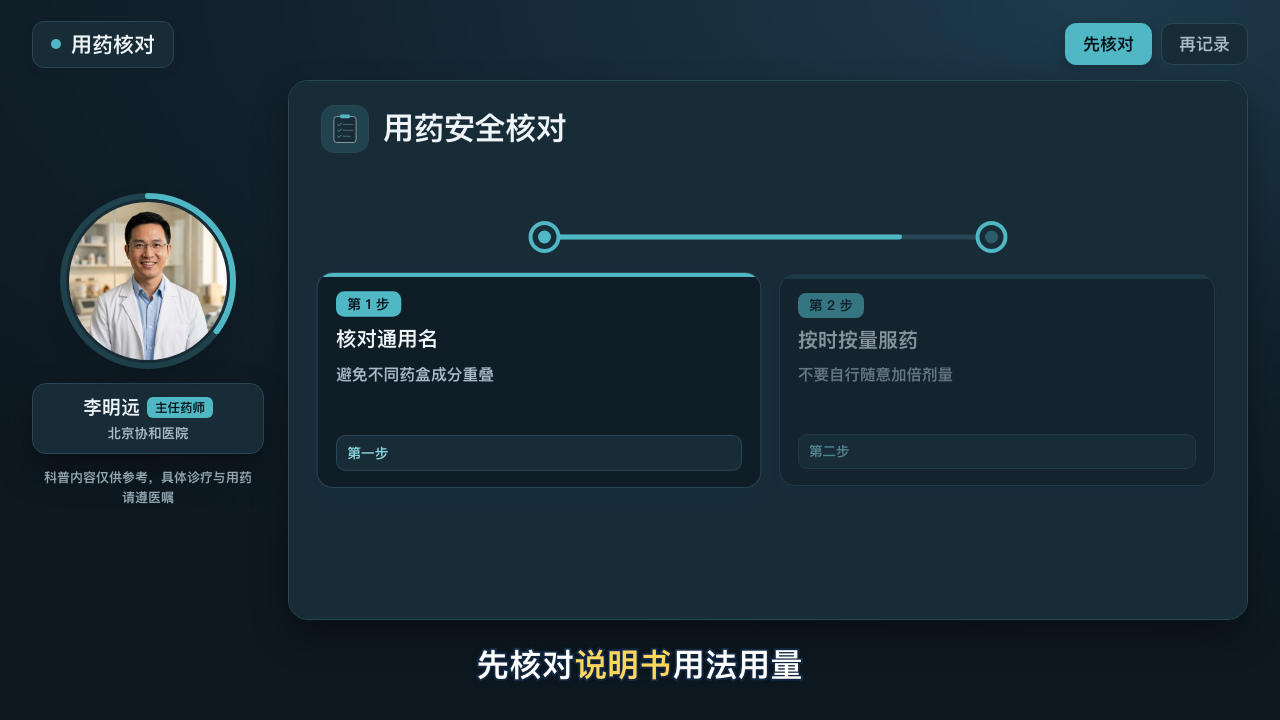 用药核对
先核对
再记录
用药安全核对
第 1 步
核对通用名
避免不同药盒成分重叠
第一步
第 2 步
按时按量服药
不要自行随意加倍剂量
第二步
李明远 主任药师
北京协和医院
科普内容仅供参考，具体诊疗与用药
请遵医嘱
先核对说明书用法用量